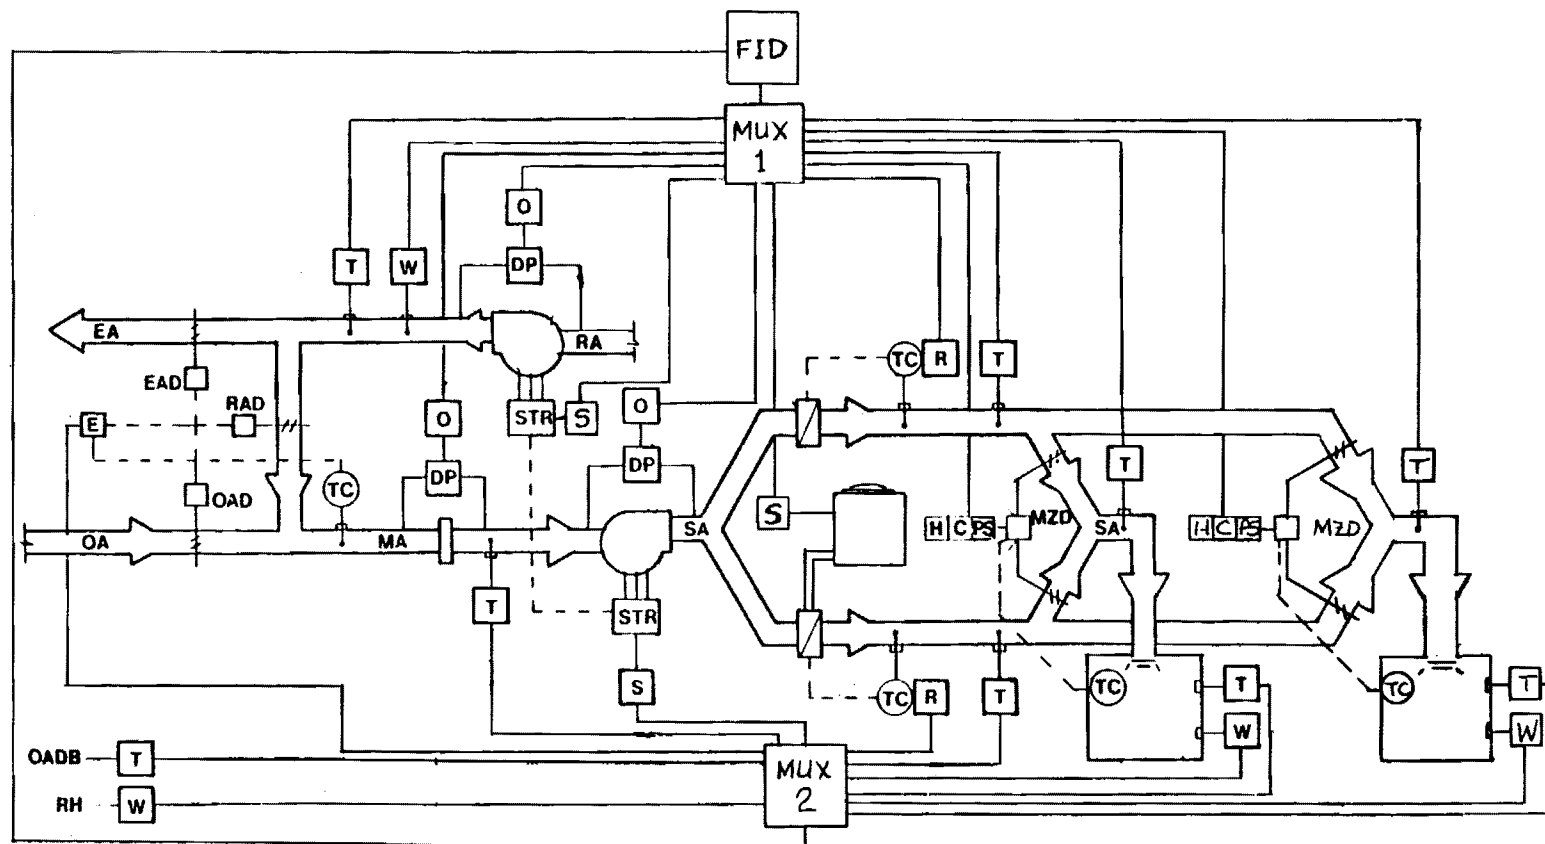 FID
MUX
1
O
T
W
DP
EA
RA
EAD
RAD
E
STR
S
O
O
TC
R
T
OAD
TC
DP
DP
T
T
OA
MA
SA
S
H C PS
MZD
SA
H C PS
MZD
T
STR
S
TC
R
T
TC
T
W
TC
T
W
OADB
T
MUX
2
RH
W